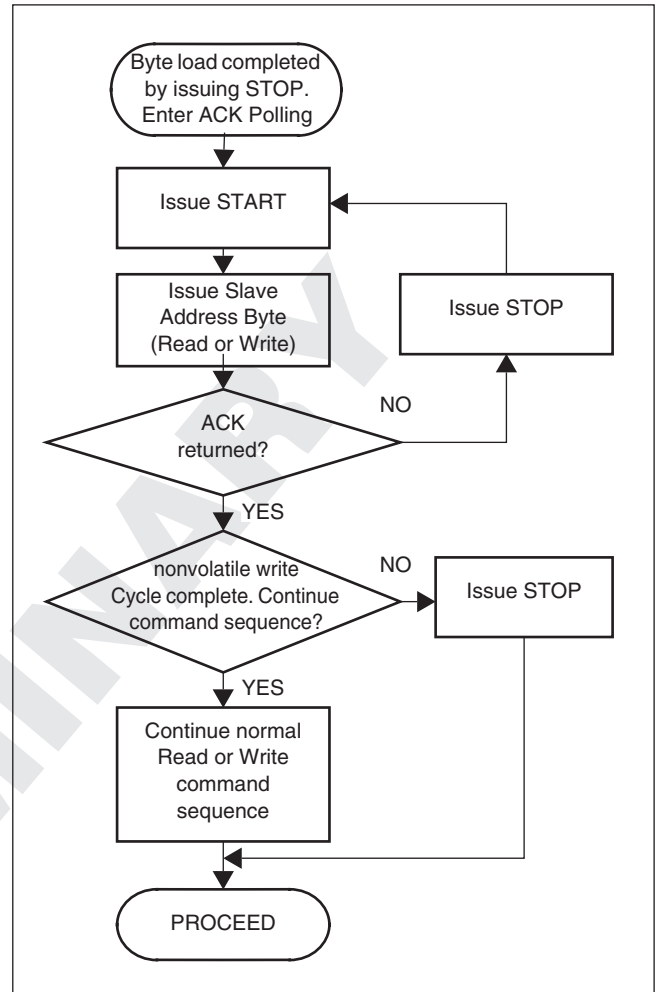 Byte load completed
by issuing STOP.
Enter ACK Polling
Issue START
Issue Slave
Address Byte
(Read or Write)
Issue STOP
ACK
returned?
NO
YES
nonvolatile write
Cycle complete. Continue
command sequence?
NO
Issue STOP
YES
Continue normal
Read or Write
command
sequence
PROCEED
MINARY